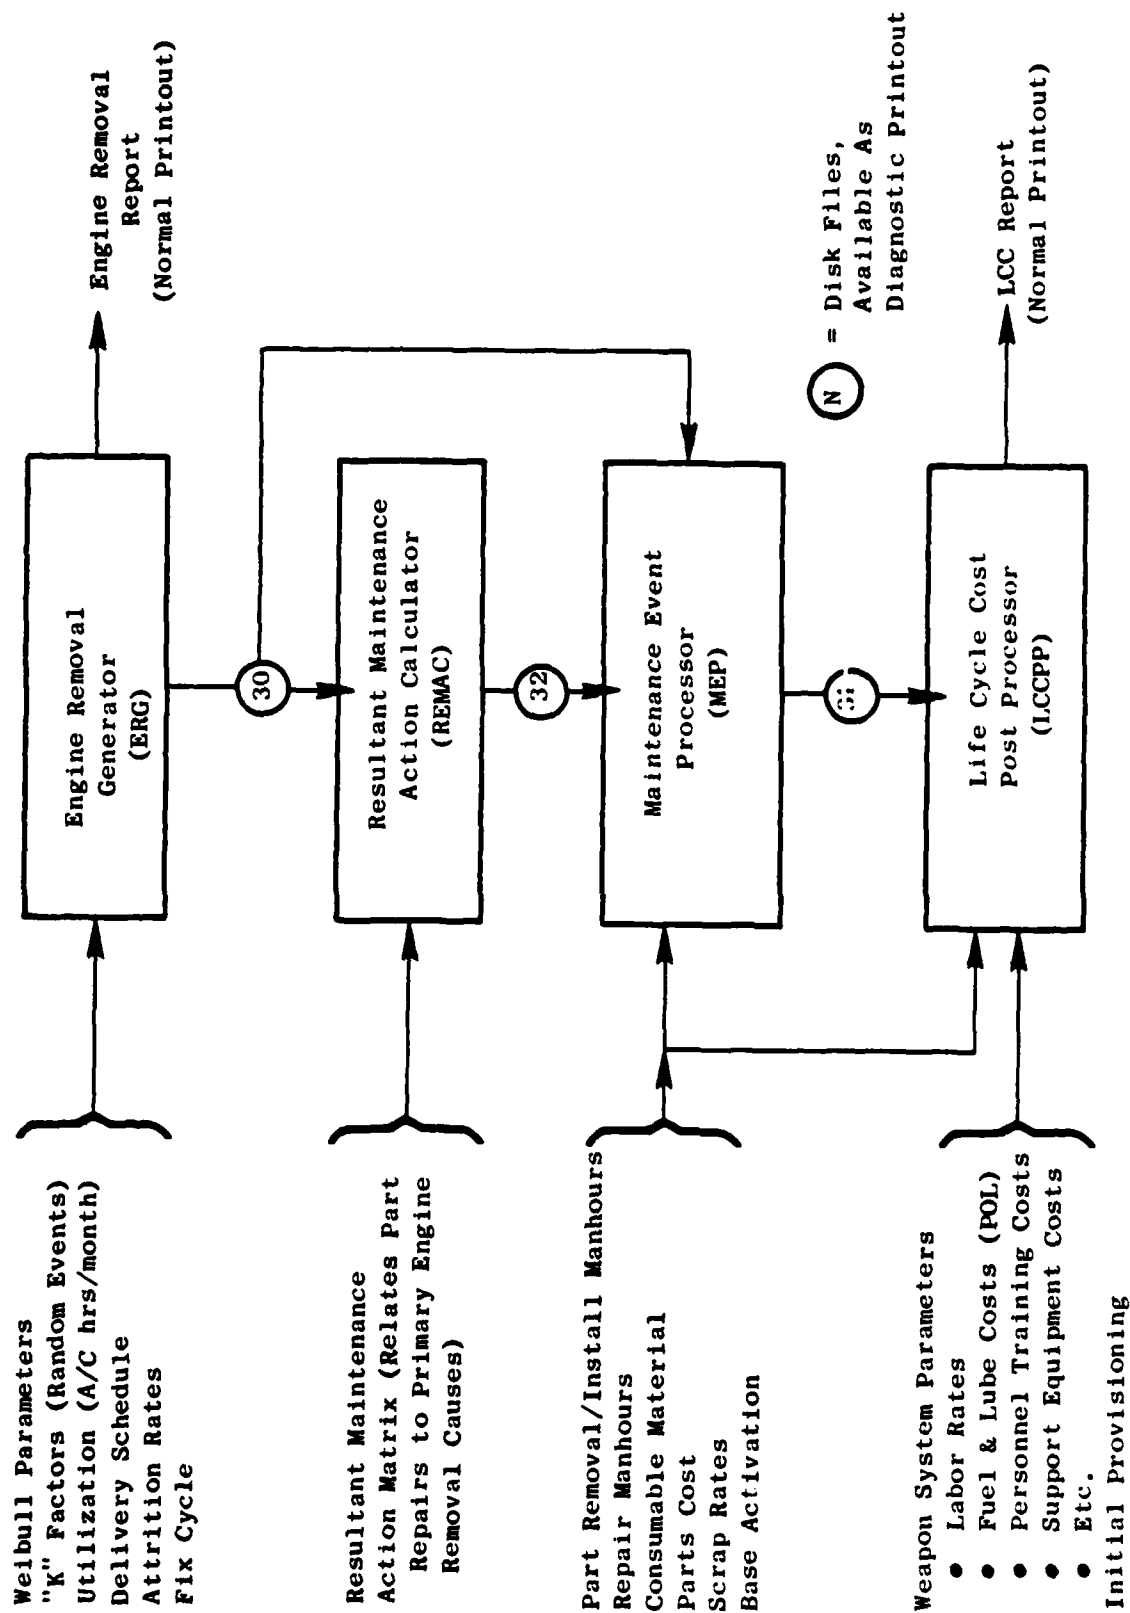 Weibull Parameters
"K" Factors (Random Events)
Utilization (A/C hrs/month)
Delivery Schedule
Attrition Rates
Fix Cycle
Engine Removal
Generator
(ERG)
Engine Removal
Report
(Normal Printout)
30
Resultant Maintenance
Action Matrix (Relates Part
Repairs to Primary Engine
Removal Causes)
Resultant Maintenance
Action Calculator
(REMAC)
32
Part Removal/Install Manhours
Repair Manhours
Consumable Material
Parts Cost
Scrap Rates
Base Activation
Maintenance Event
Processor
(MEP)
N = Disk Files,
Available As
Diagnostic Printout
Weapon System Parameters
● Labor Rates
● Fuel & Lube Costs (POL)
● Personnel Training Costs
● Support Equipment Costs
● Etc.
Initial Provisioning
Life Cycle Cost
Post Processor
(LCCPP)
LCC Report
(Normal Printout)